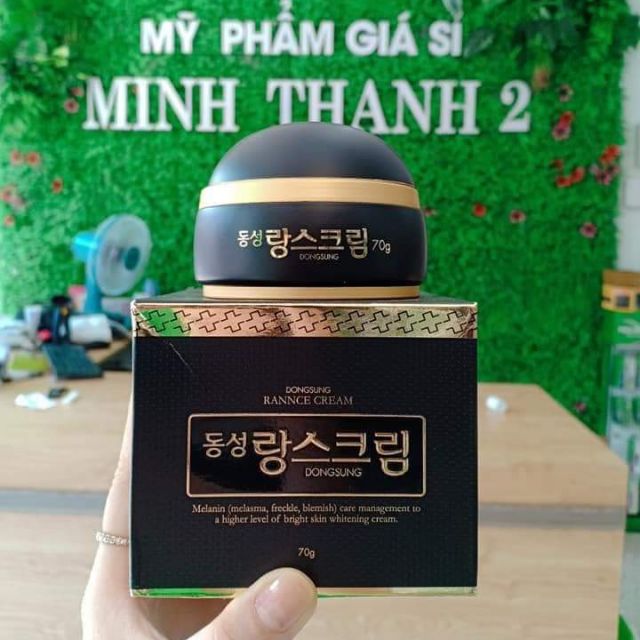 MỸ PHẨM GIÁ SỈ
MINH THANH 2
동성 랑스크림 70g
DONGSUNG
DONGSUNG
RANNCE CREAM
동성 랑스크림
DONGSUNG
Melanin (melasma, freckle, blemish) care management to
a higher level of bright skin whitening cream.
70g